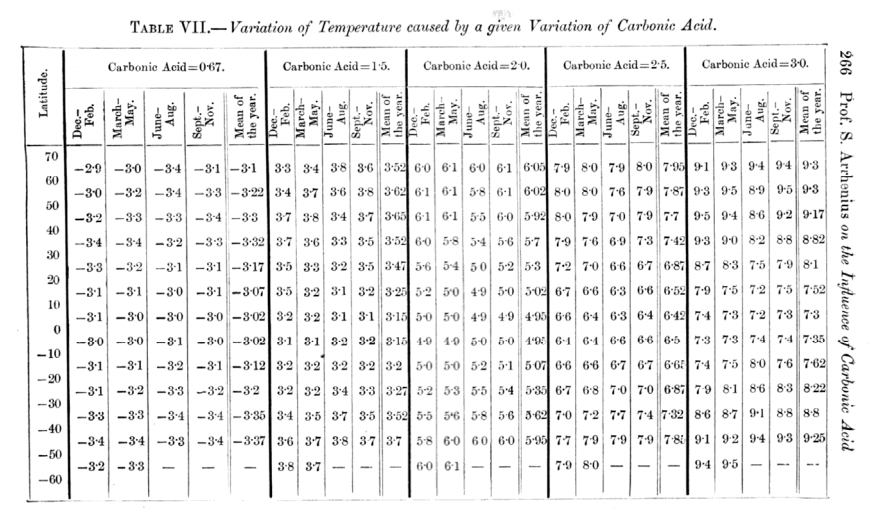 TABLE VII.—Variation of Temperature caused by a given Variation of Carbonic Acid.
Latitude. Carbonic Acid=0·67. Carbonic Acid=1·5. Carbonic Acid=2·0. Carbonic Acid=2·5. Carbonic Acid=3·0.
Dec.–Feb. March–May. June–Aug. Sept.–Nov. Mean of the year. Dec.–Feb. March–May. June–Aug. Sept.–Nov. Mean of the year. Dec.–Feb. March–May. June–Aug. Sept.–Nov. Mean of the year. Dec.–Feb. March–May. June–Aug. Sept.–Nov. Mean of the year. Dec.–Feb. March–May. June–Aug. Sept.–Nov. Mean of the year.
70
−2·9 −3·0 −3·4 −3·1 −3·1 3·3 3·4 3·8 3·6 3·52 6·0 6·1 6·0 6·1 6·05 7·9 8·0 7·9 8·0 7·95 9·1 9·3 9·4 9·4 9·3
60
−3·0 −3·2 −3·4 −3·3 −3·22 3·4 3·7 3·6 3·8 3·62 6·1 6·1 5·8 6·1 6·02 8·0 8·0 7·6 7·9 7·87 9·3 9·5 8·9 9·5 9·3
50
−3·2 −3·3 −3·3 −3·4 −3·3 3·7 3·8 3·4 3·7 3·65 6·1 6·1 5·5 6·0 5·92 8·0 7·9 7·0 7·9 7·7 9·5 9·4 8·6 9·2 9·17
40
−3·4 −3·4 −3·2 −3·3 −3·32 3·7 3·6 3·3 3·5 3·52 6·0 5·8 5·4 5·6 5·7 7·9 7·6 6·9 7·3 7·42 9·3 9·0 8·2 8·8 8·82
30
−3·3 −3·2 −3·1 −3·1 −3·17 3·5 3·3 3·2 3·5 3·47 5·6 5·4 5·0 5·2 5·3 7·2 7·0 6·6 6·7 6·87 8·7 8·3 7·5 7·9 8·1
20
−3·1 −3·1 −3·0 −3·1 −3·07 3·5 3·2 3·1 3·2 3·25 5·2 5·0 4·9 5·0 5·02 6·7 6·6 6·3 6·6 6·52 7·9 7·5 7·2 7·5 7·52
10
−3·1 −3·0 −3·0 −3·0 −3·02 3·2 3·2 3·1 3·1 3·15 5·0 5·0 4·9 4·9 4·95 6·6 6·4 6·3 6·4 6·42 7·4 7·3 7·2 7·3 7·3
0
−3·0 −3·0 −3·1 −3·0 −3·02 3·1 3·1 3·2 3·2 3·15 4·9 4·9 5·0 5·0 4·95 6·4 6·4 6·6 6·6 6·5 7·3 7·3 7·4 7·4 7·35
−10
−3·1 −3·1 −3·2 −3·1 −3·12 3·2 3·2 3·2 3·2 3·2 5·0 5·0 5·2 5·1 5·07 6·6 6·6 6·7 6·7 6·65 7·4 7·5 8·0 7·6 7·62
−20
−3·1 −3·2 −3·3 −3·2 −3·2 3·2 3·2 3·4 3·3 3·27 5·2 5·3 5·5 5·4 5·35 6·7 6·8 7·0 7·0 6·87 7·9 8·1 8·6 8·3 8·22
−30
−3·3 −3·3 −3·4 −3·4 −3·35 3·4 3·5 3·7 3·5 3·52 5·5 5·6 5·8 5·6 5·62 7·0 7·2 7·7 7·4 7·32 8·6 8·7 9·1 8·8 8·8
−40
−3·4 −3·4 −3·3 −3·4 −3·37 3·6 3·7 3·8 3·7 3·7 5·8 6·0 6·0 6·0 5·95 7·7 7·9 7·9 7·9 7·85 9·1 9·2 9·4 9·3 9·25
−50
−3·2 −3·3 — — — 3·8 3·7 — — — 6·0 6·1 — — — 7·9 8·0 — — — 9·4 9·5 — — —
−60
266 Prof. S. Arrhenius on the Influence of Carbonic Acid